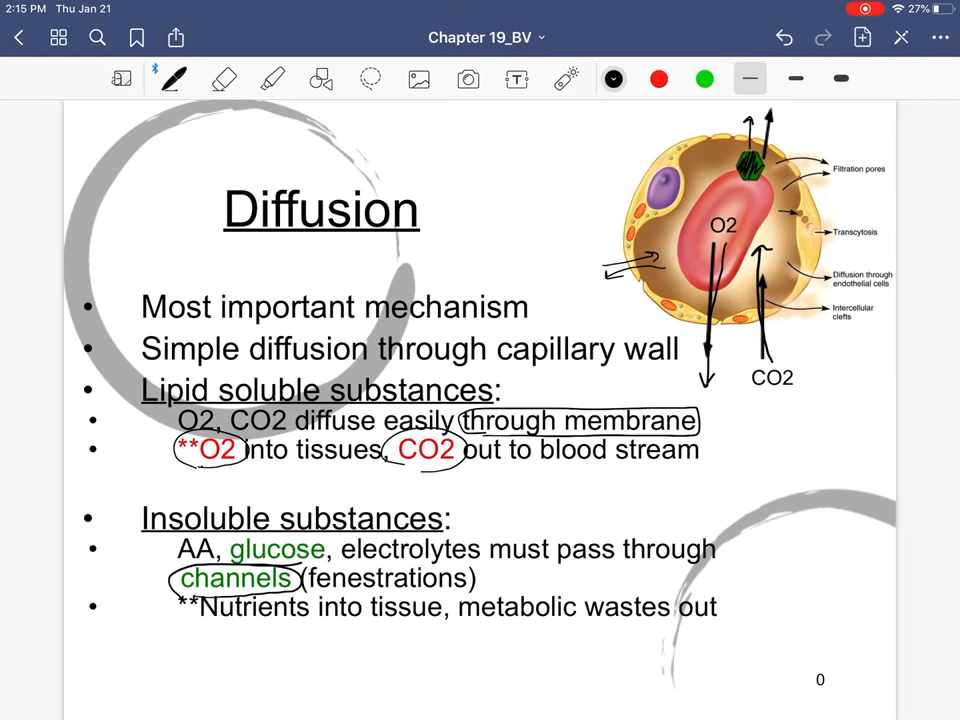 2:15 PM Thu Jan 21
27%
Chapter 19_BV
T
Diffusion
• Most important mechanism
• Simple diffusion through capillary wall
• Lipid soluble substances:
• O2, CO2 diffuse easily through membrane
• **O2 into tissues, CO2 out to blood stream
• Insoluble substances:
• AA, glucose, electrolytes must pass through
channels (fenestrations)
• **Nutrients into tissue, metabolic wastes out
Filtration pores
O2
Transcytosis
Diffusion through
endothelial cells
Intercellular
clefts
CO2
0